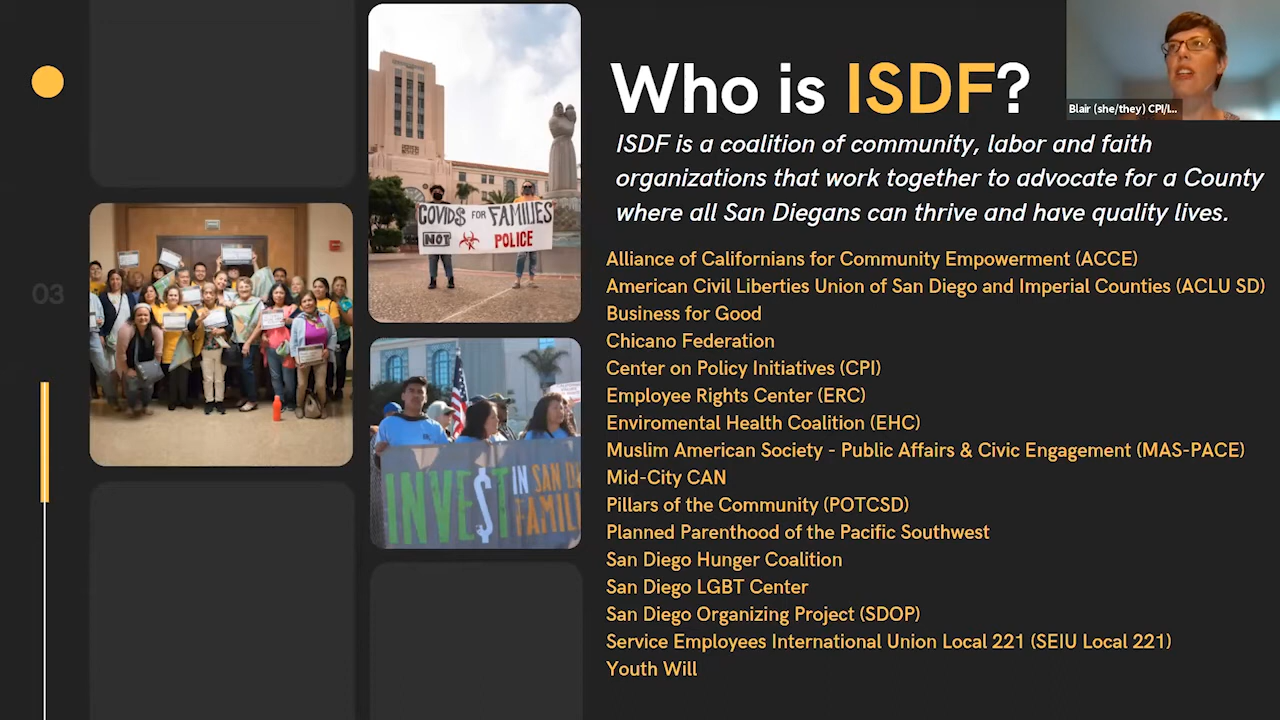 03
COVID$ FOR FAMILIES
NOT POLICE
INVE$T IN SAN
FAMILI
Who is ISDF?
ISDF is a coalition of community, labor and faith
organizations that work together to advocate for a County
where all San Diegans can thrive and have quality lives.
Alliance of Californians for Community Empowerment (ACCE)
American Civil Liberties Union of San Diego and Imperial Counties (ACLU SD)
Business for Good
Chicano Federation
Center on Policy Initiatives (CPI)
Employee Rights Center (ERC)
Enviromental Health Coalition (EHC)
Muslim American Society - Public Affairs & Civic Engagement (MAS-PACE)
Mid-City CAN
Pillars of the Community (POTCSD)
Planned Parenthood of the Pacific Southwest
San Diego Hunger Coalition
San Diego LGBT Center
San Diego Organizing Project (SDOP)
Service Employees International Union Local 221 (SEIU Local 221)
Youth Will
Blair (she/they) CPI/I...